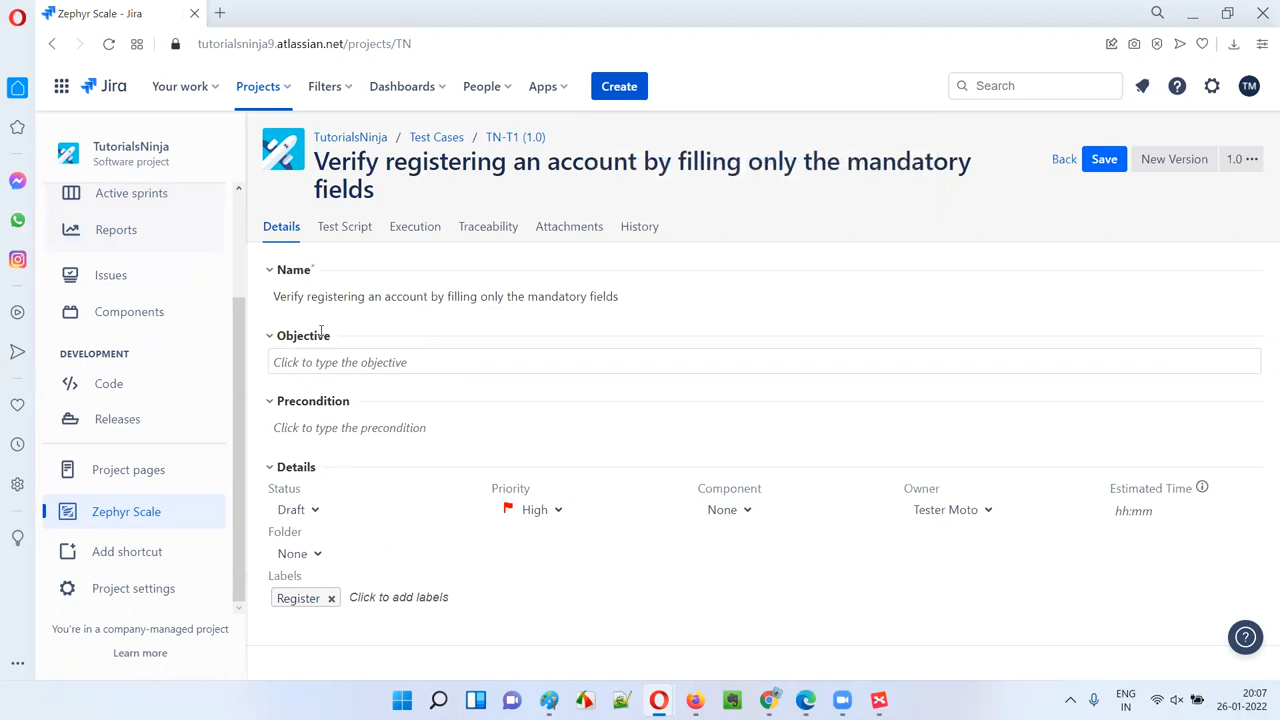 Zephyr Scale - Jira
tutorialsninja9.atlassian.net/projects/TN
Jira Your work Projects Filters Dashboards People Apps Create Search TM
TutorialsNinja
Software project
Active sprints
Reports
Issues
Components
DEVELOPMENT
Code
Releases
Project pages
Zephyr Scale
Add shortcut
Project settings
You're in a company-managed project
Learn more
TutorialsNinja / Test Cases / TN-T1 (1.0)
Verify registering an account by filling only the mandatory
fields
Back Save New Version 1.0 •••
Details Test Script Execution Traceability Attachments History
Name*
Verify registering an account by filling only the mandatory fields
Objective
Click to type the objective
Precondition
Click to type the precondition
Details
Status Priority Component Owner Estimated Time
Draft High None Tester Moto hh:mm
Folder
None
Labels
Register × Click to add labels
ENG 20:07
IN 26-01-2022